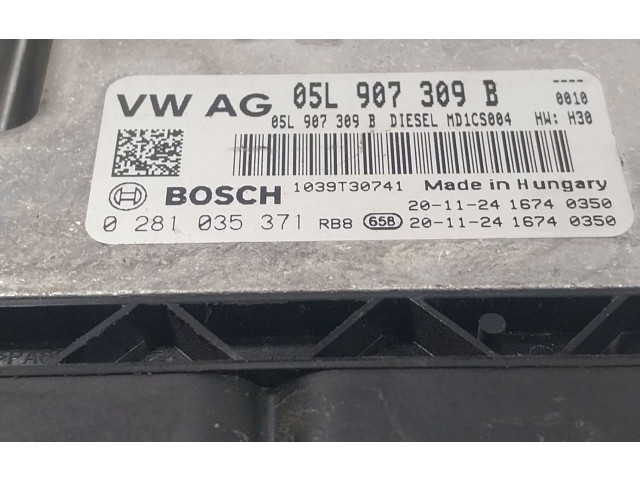 ----
VW AG 05L 907 309 B 0010
05L 907 309 B DIESEL MD1CS004 HW: H30
1039T30741 Made in Hungary
BOSCH 20-11-24 1674 0350
0 281 035 371 RB8 65B 20-11-24 1674 0350